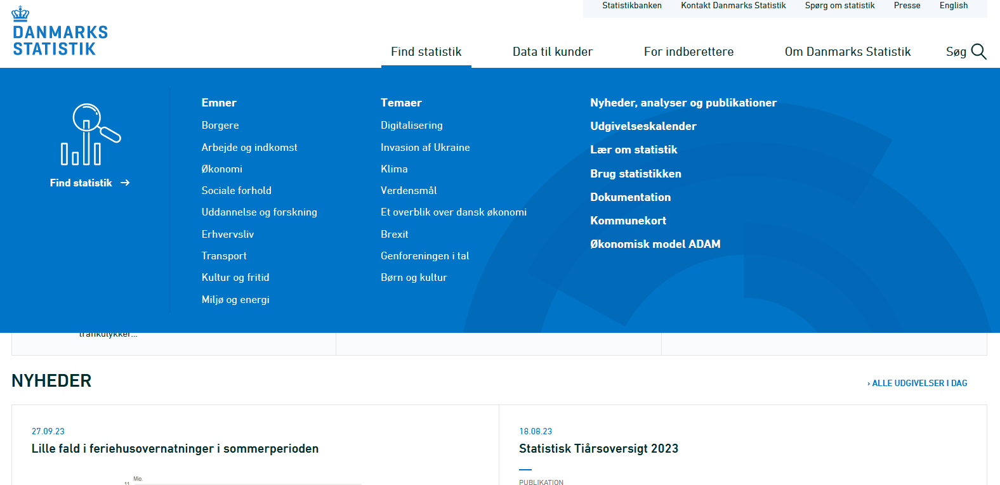 Statistikbanken
Kontakt Danmarks Statistik
Spørg om statistik
Presse
English
DANMARKS
STATISTIK
Find statistik
Data til kunder
For indberettere
Om Danmarks Statistik
Søg
Find statistik →
Emner
Borgere
Arbejde og indkomst
Økonomi
Sociale forhold
Uddannelse og forskning
Erhvervsliv
Transport
Kultur og fritid
Miljø og energi
Temaer
Digitalisering
Invasion af Ukraine
Klima
Verdensmål
Et overblik over dansk økonomi
Brexit
Genforeningen i tal
Børn og kultur
Nyheder, analyser og publikationer
Udgivelseskalender
Lær om statistik
Brug statistikken
Dokumentation
Kommunekort
Økonomisk model ADAM
trafikulykker...
NYHEDER
› ALLE UDGIVELSER I DAG
27.09.23
Lille fald i feriehusovernatninger i sommerperioden
Mio.
11
18.08.23
Statistisk Tiårsoversigt 2023
PUBLIKATION